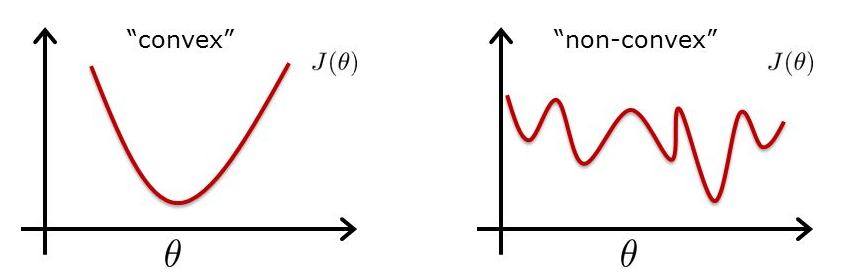 “convex”
J(θ)
θ
“non-convex”
J(θ)
θ